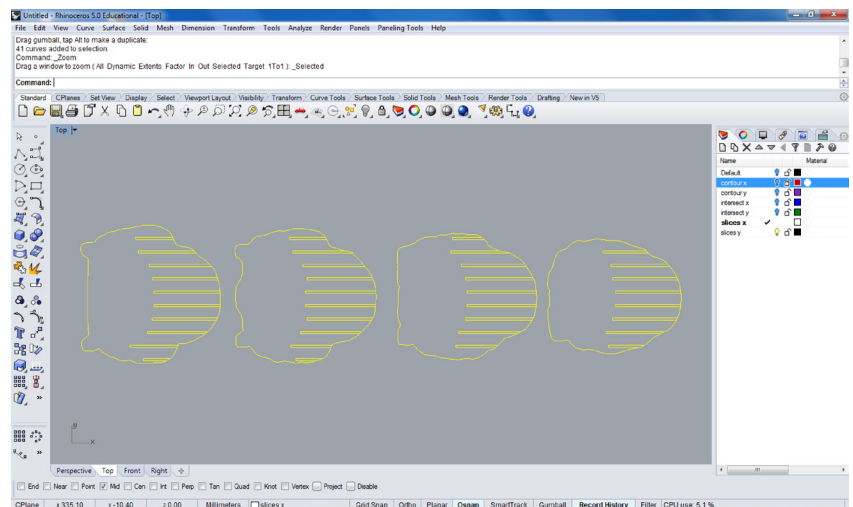 Untitled - Rhinoceros 5.0 Educational - [Top]
File Edit View Curve Surface Solid Mesh Dimension Transform Tools Analyze Render Panels Paneling Tools Help
Drag gumball, tap Alt to make a duplicate:
41 curves added to selection.
Command: _Zoom
Drag a window to zoom ( All Dynamic Extents Factor In Out Selected Target 1To1 ): _Selected
Command:
Standard CPlanes Set View Display Select Viewport Layout Visibility Transform Curve Tools Surface Tools Solid Tools Mesh Tools Render Tools Drafting New in V5
Top
Name Material
Default
contour x
contour y
intersect x
intersect y
slices x
slices y
y
x
Perspective Top Front Right
End Near Point Mid Cen Int Perp Tan Quad Knot Vertex Project Disable
CPlane x 335.10 y -10.40 z 0.00 Millimeters slices x Grid Snap Ortho Planar Osnap SmartTrack Gumball Record History Filter CPU use: 5.1 %